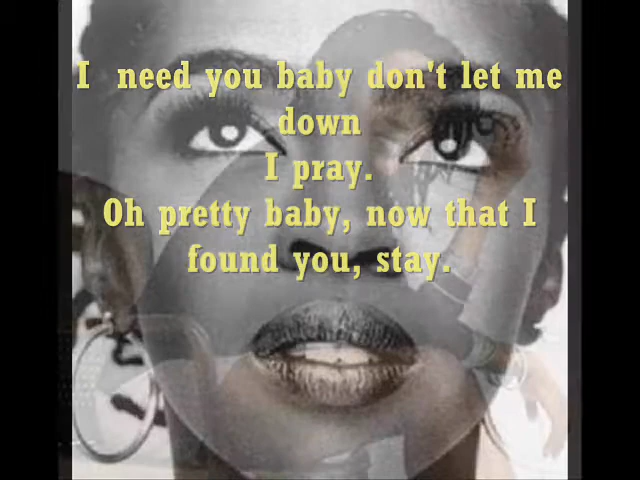 I need you baby don't let me
down
I pray.
Oh pretty baby, now that I
found you, stay.